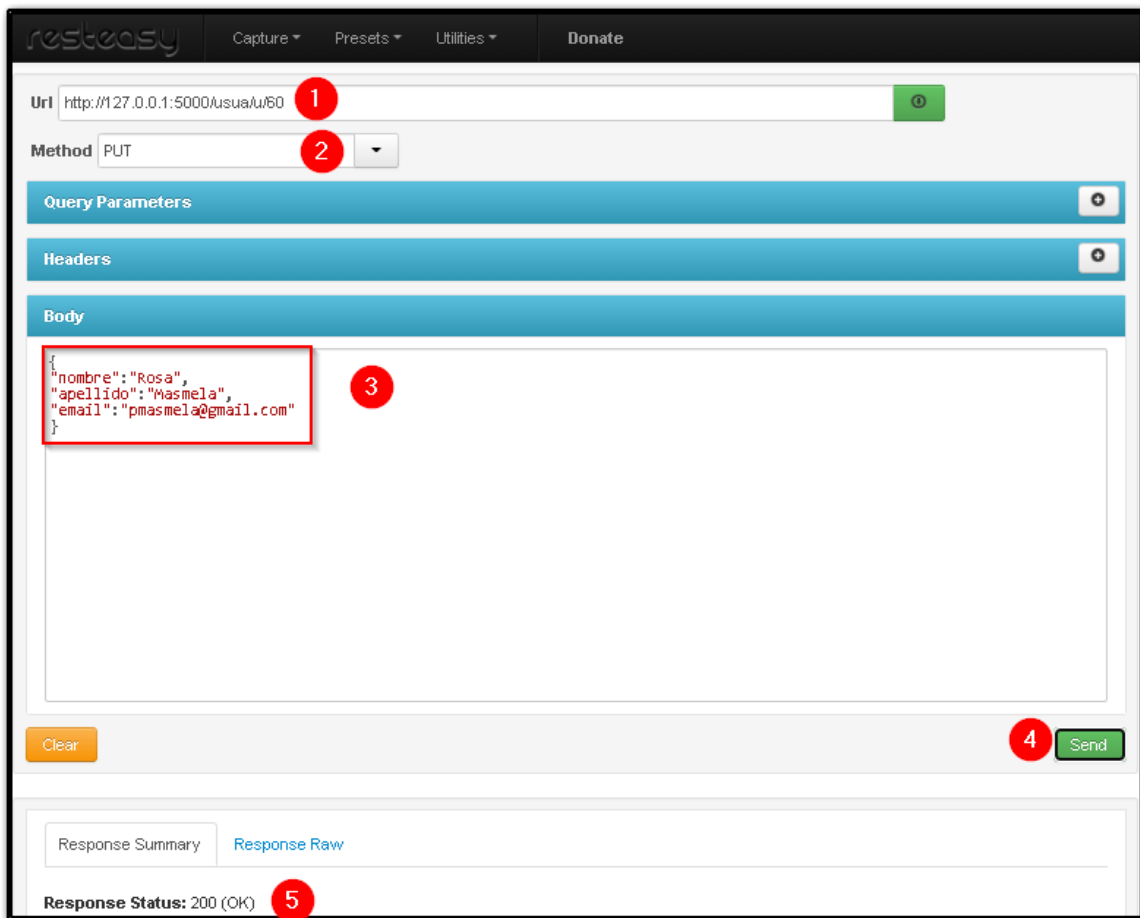 resteasy Capture Presets Utilities Donate
Url http://127.0.0.1:5000/usua/u/60 1
Method PUT 2
Query Parameters
Headers
Body
{
"nombre":"Rosa",
"apellido":"Masmela",
"email":"pmasmela@gmail.com"
}
3
Clear 4 Send
Response Summary Response Raw
Response Status: 200 (OK) 5